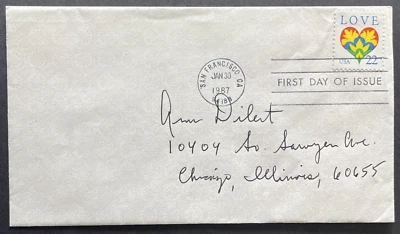 LOVE
USA 22
SAN FRANCISCO, CA
JAN 30
1987
FIRST DAY OF ISSUE
Ann Dilert
10404 So. Sawyer Ave.
Chicago, Illinois, 60655